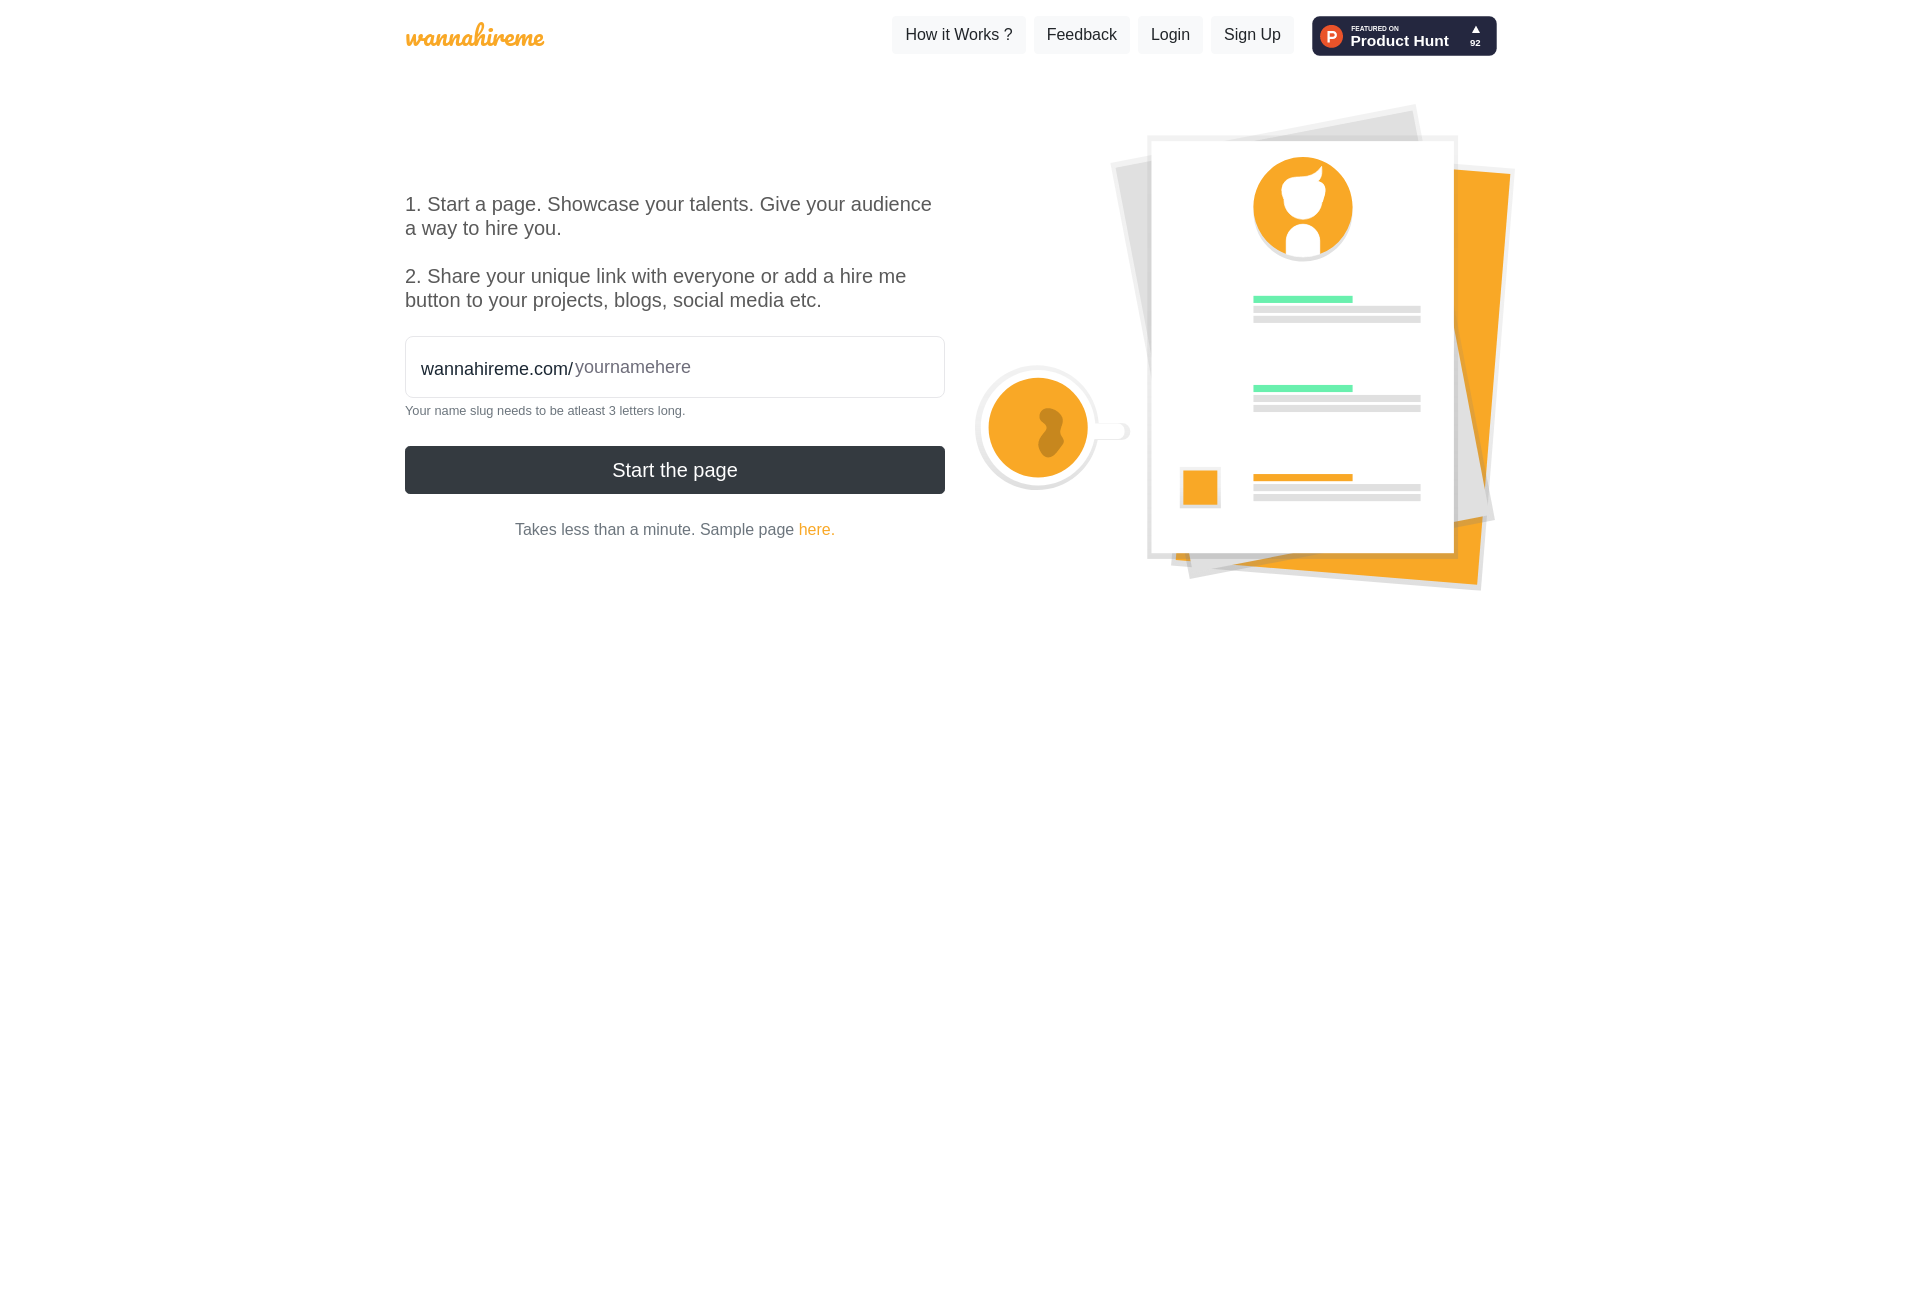 wannahireme
How it Works ?
Feedback
Login
Sign Up
FEATURED ON
Product Hunt
92
1. Start a page. Showcase your talents. Give your audience
a way to hire you.
2. Share your unique link with everyone or add a hire me
button to your projects, blogs, social media etc.
wannahireme.com/yournamehere
Your name slug needs to be atleast 3 letters long.
Start the page
Takes less than a minute. Sample page here.